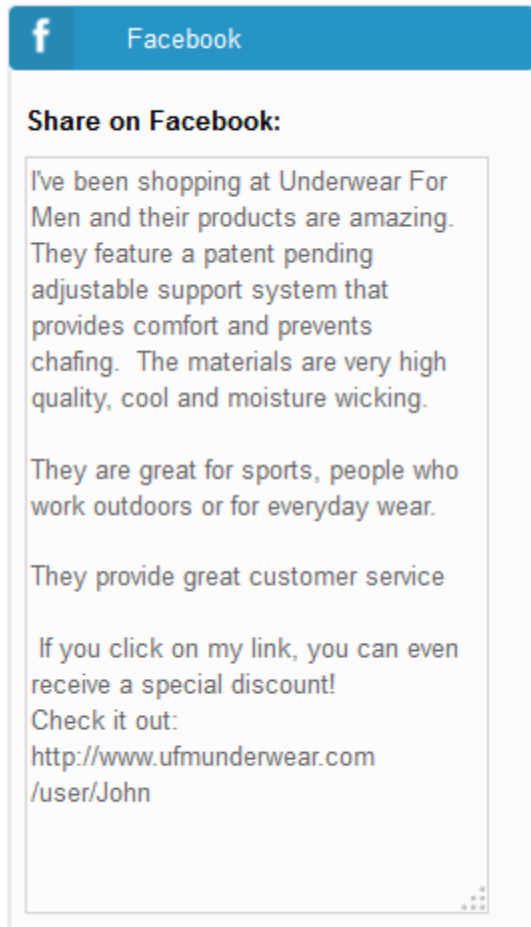 f
Facebook
Share on Facebook:
I've been shopping at Underwear For
Men and their products are amazing.
They feature a patent pending
adjustable support system that
provides comfort and prevents
chafing.  The materials are very high
quality, cool and moisture wicking.
They are great for sports, people who
work outdoors or for everyday wear.
They provide great customer service
If you click on my link, you can even
receive a special discount!
Check it out:
http://www.ufmunderwear.com
/user/John